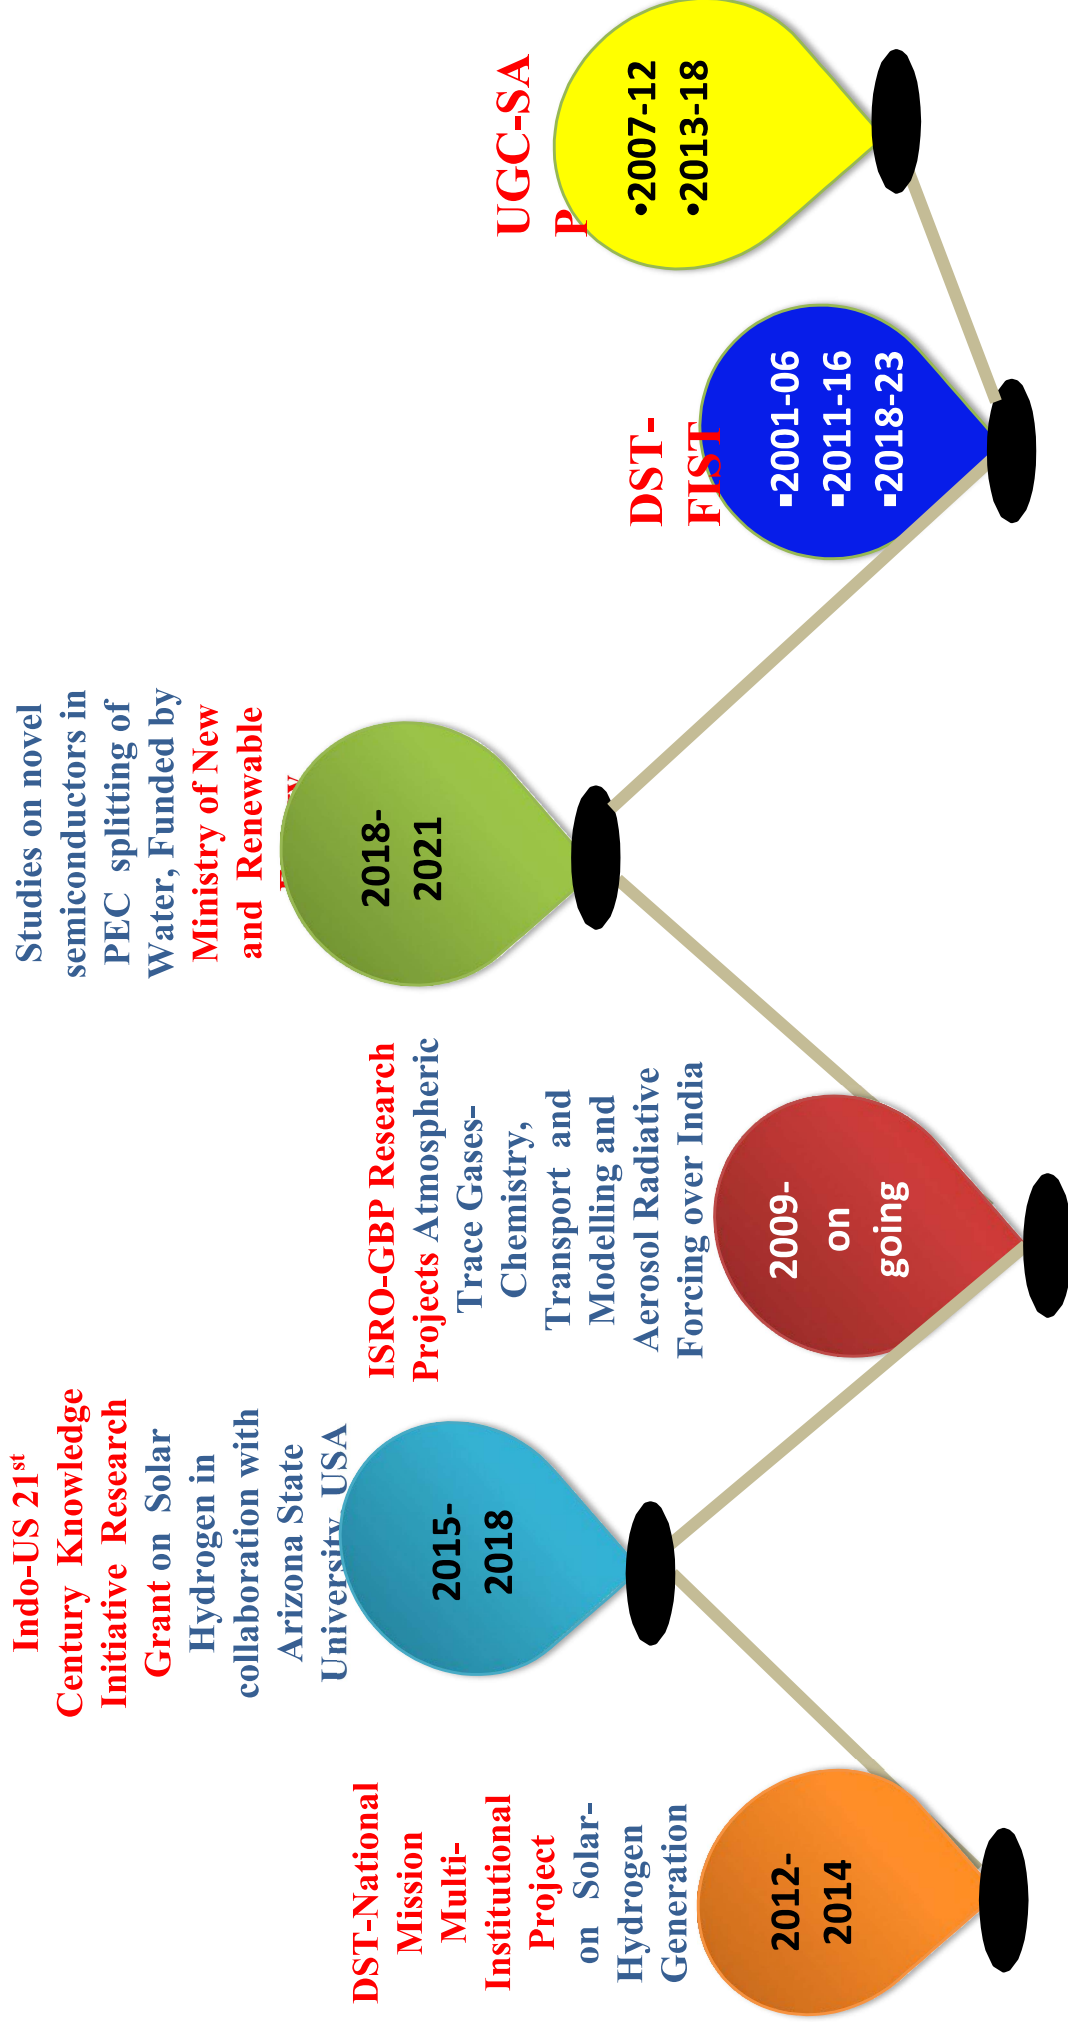 DST-National
Mission
Multi-
Institutional
Project
on Solar-
Hydrogen
Generation
2012-
2014
Indo-US 21st
Century Knowledge
Initiative Research
Grant on Solar
Hydrogen in
collaboration with
Arizona State
University, USA
2015-
2018
ISRO-GBP Research
Projects Atmospheric
Trace Gases-
Chemistry,
Transport and
Modelling and
Aerosol Radiative
Forcing over India
2009-
on
going
Studies on novel
semiconductors in
PEC splitting of
Water, Funded by
Ministry of New
and Renewable
2018-
2021
DST-
FIST
▪2001-06
▪2011-16
▪2018-23
UGC-SA
P
•2007-12
•2013-18